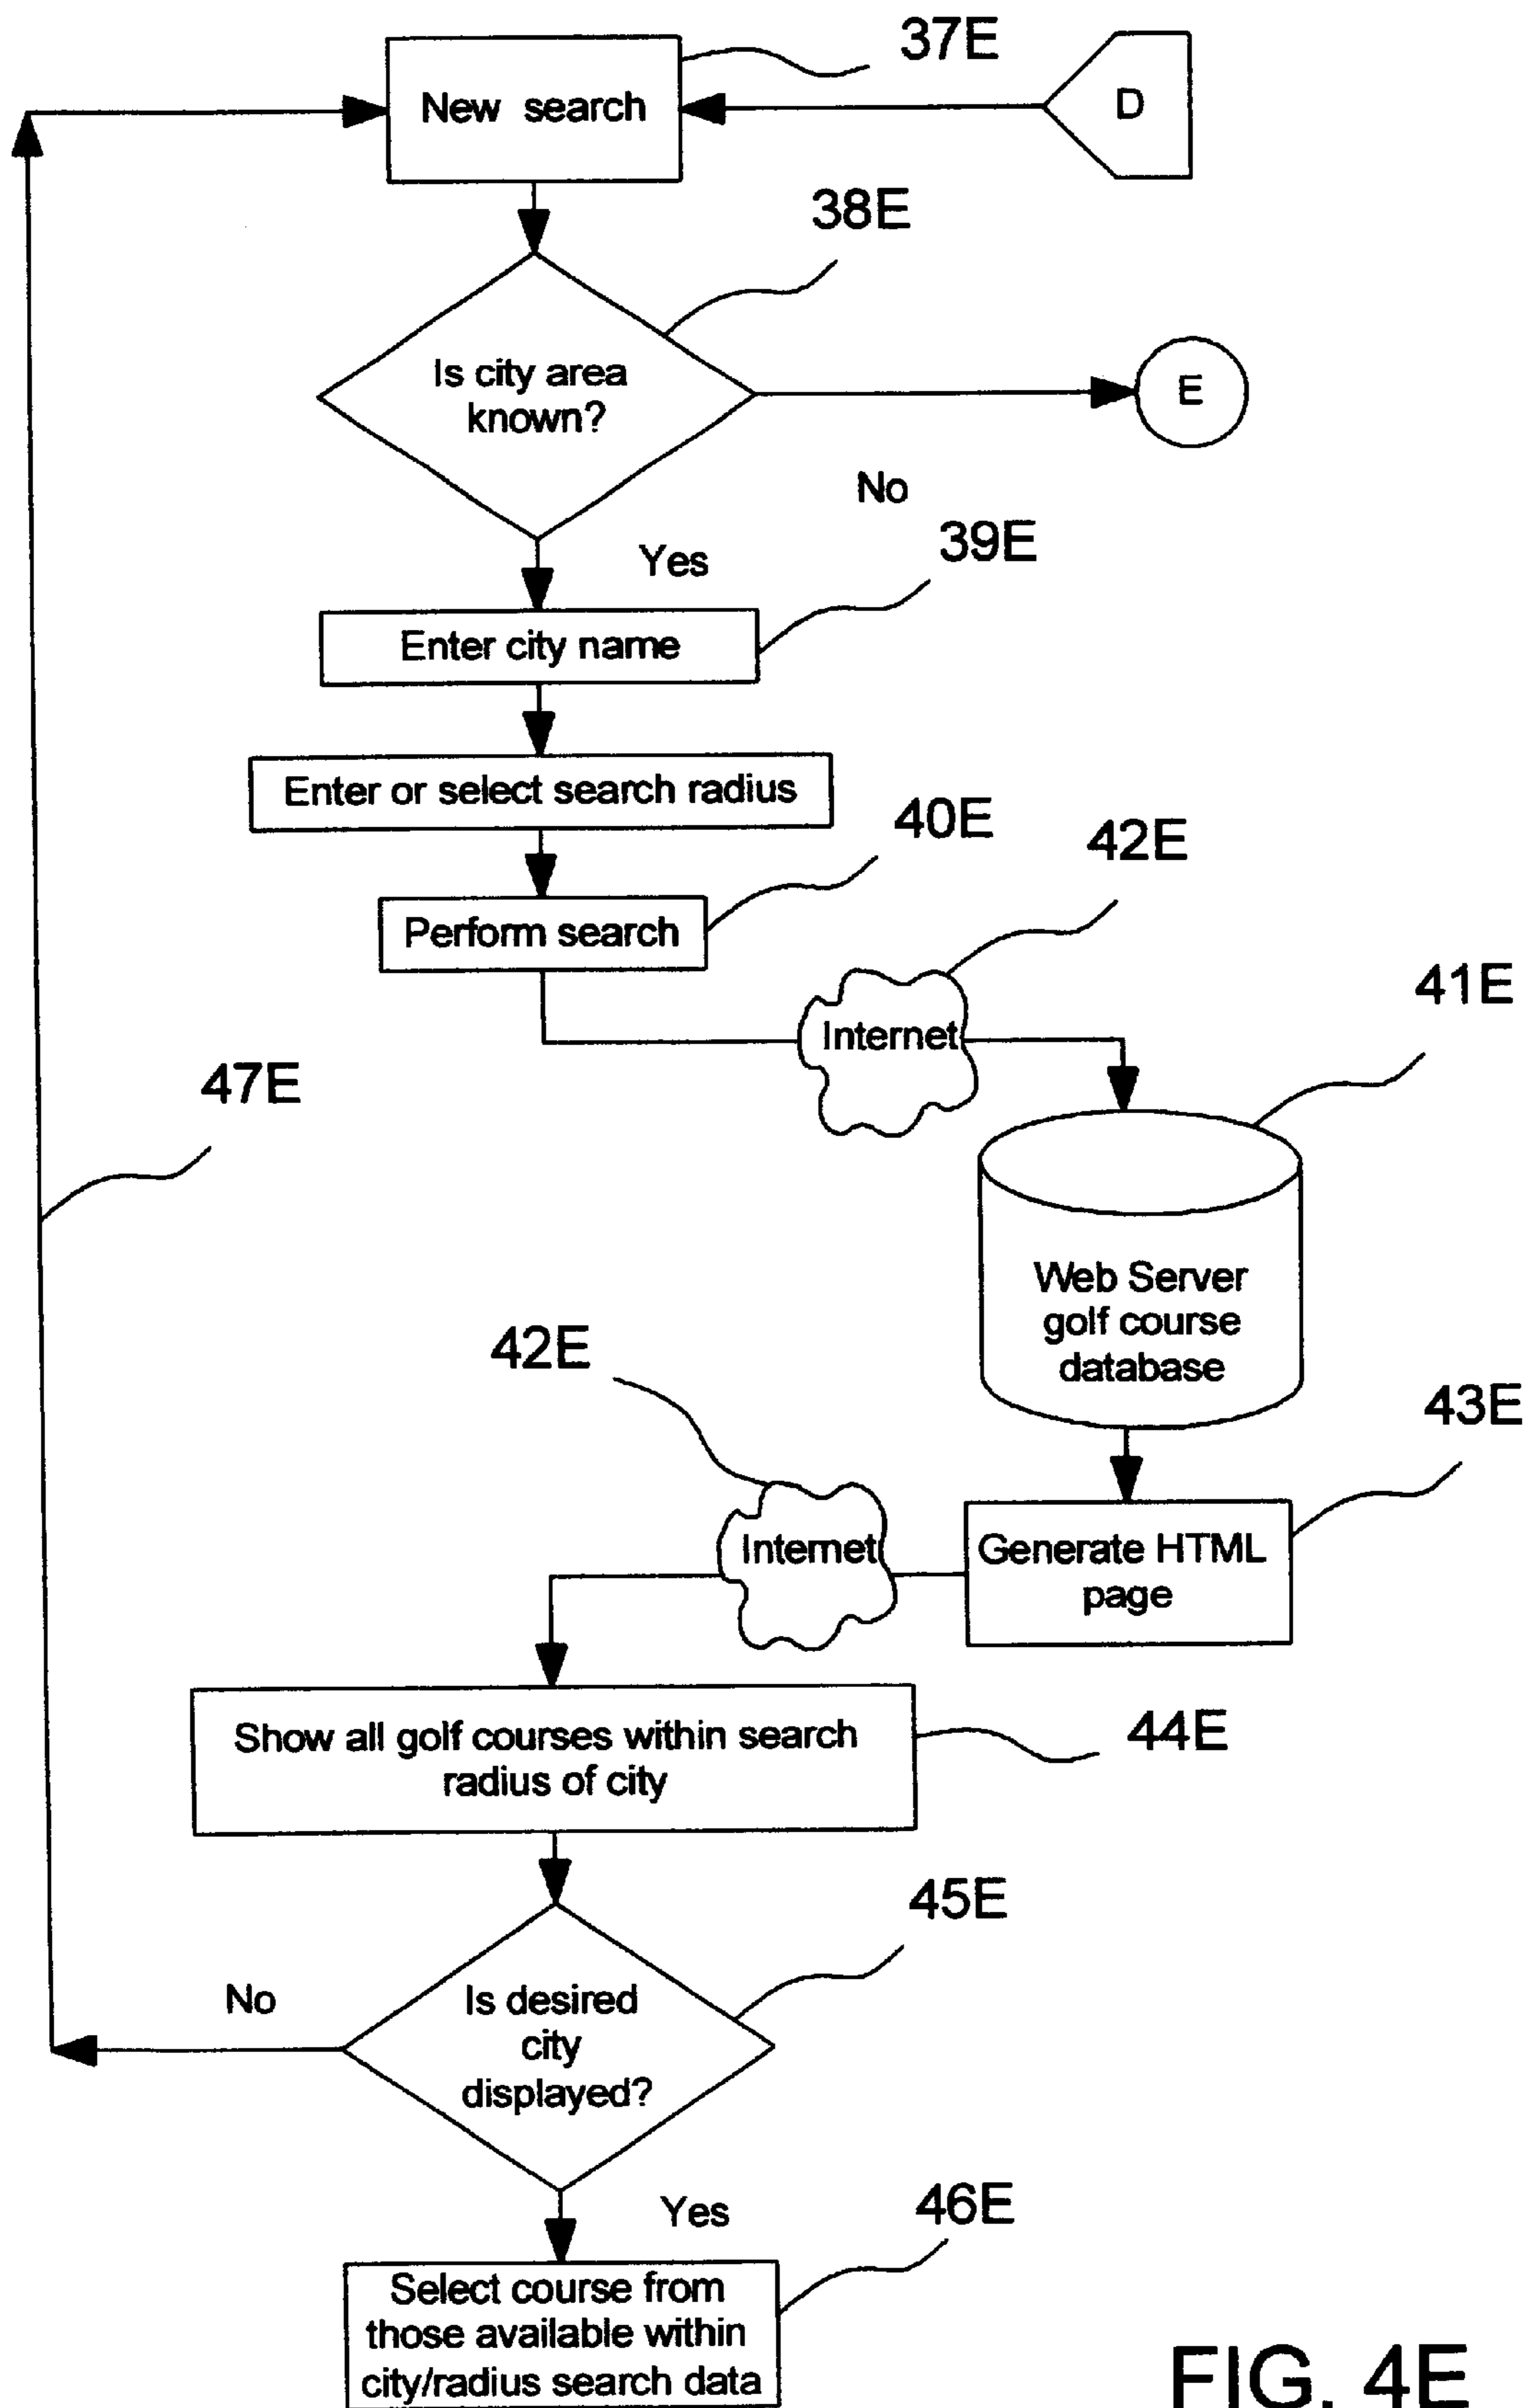 37E
New search
D
38E
Is city area
known?
E
No
Yes
39E
Enter city name
Enter or select search radius
40E
42E
Perform search
Internet
41E
47E
Web Server
golf course
database
42E
43E
Internet
Generate HTML
page
Show all golf courses within search
radius of city
44E
45E
No
Is desired
city
displayed?
Yes
46E
Select course from
those available within
city/radius search data
FIG. 4E